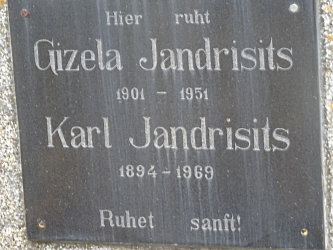 Hier ruht
Gizela Jandrisits
1901 - 1951
Karl Jandrisits
1894 - 1969
Ruhet sanft!